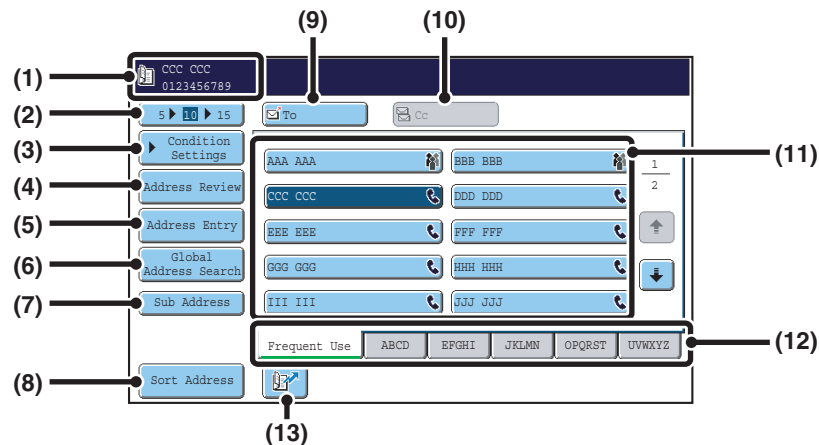 (9) (10)
(1) CCC CCC
0123456789
(2) 5 10 15 To Cc
(3) Condition
Settings
AAA AAA BBB BBB (11)
1
2
(4) Address Review CCC CCC DDD DDD
(5) Address Entry EEE EEE FFF FFF
(6) Global
Address Search GGG GGG HHH HHH
(7) Sub Address III III JJJ JJJ
Frequent Use ABCD EFGHI JKLMN OPQRST UVWXYZ (12)
(8) Sort Address
(13)